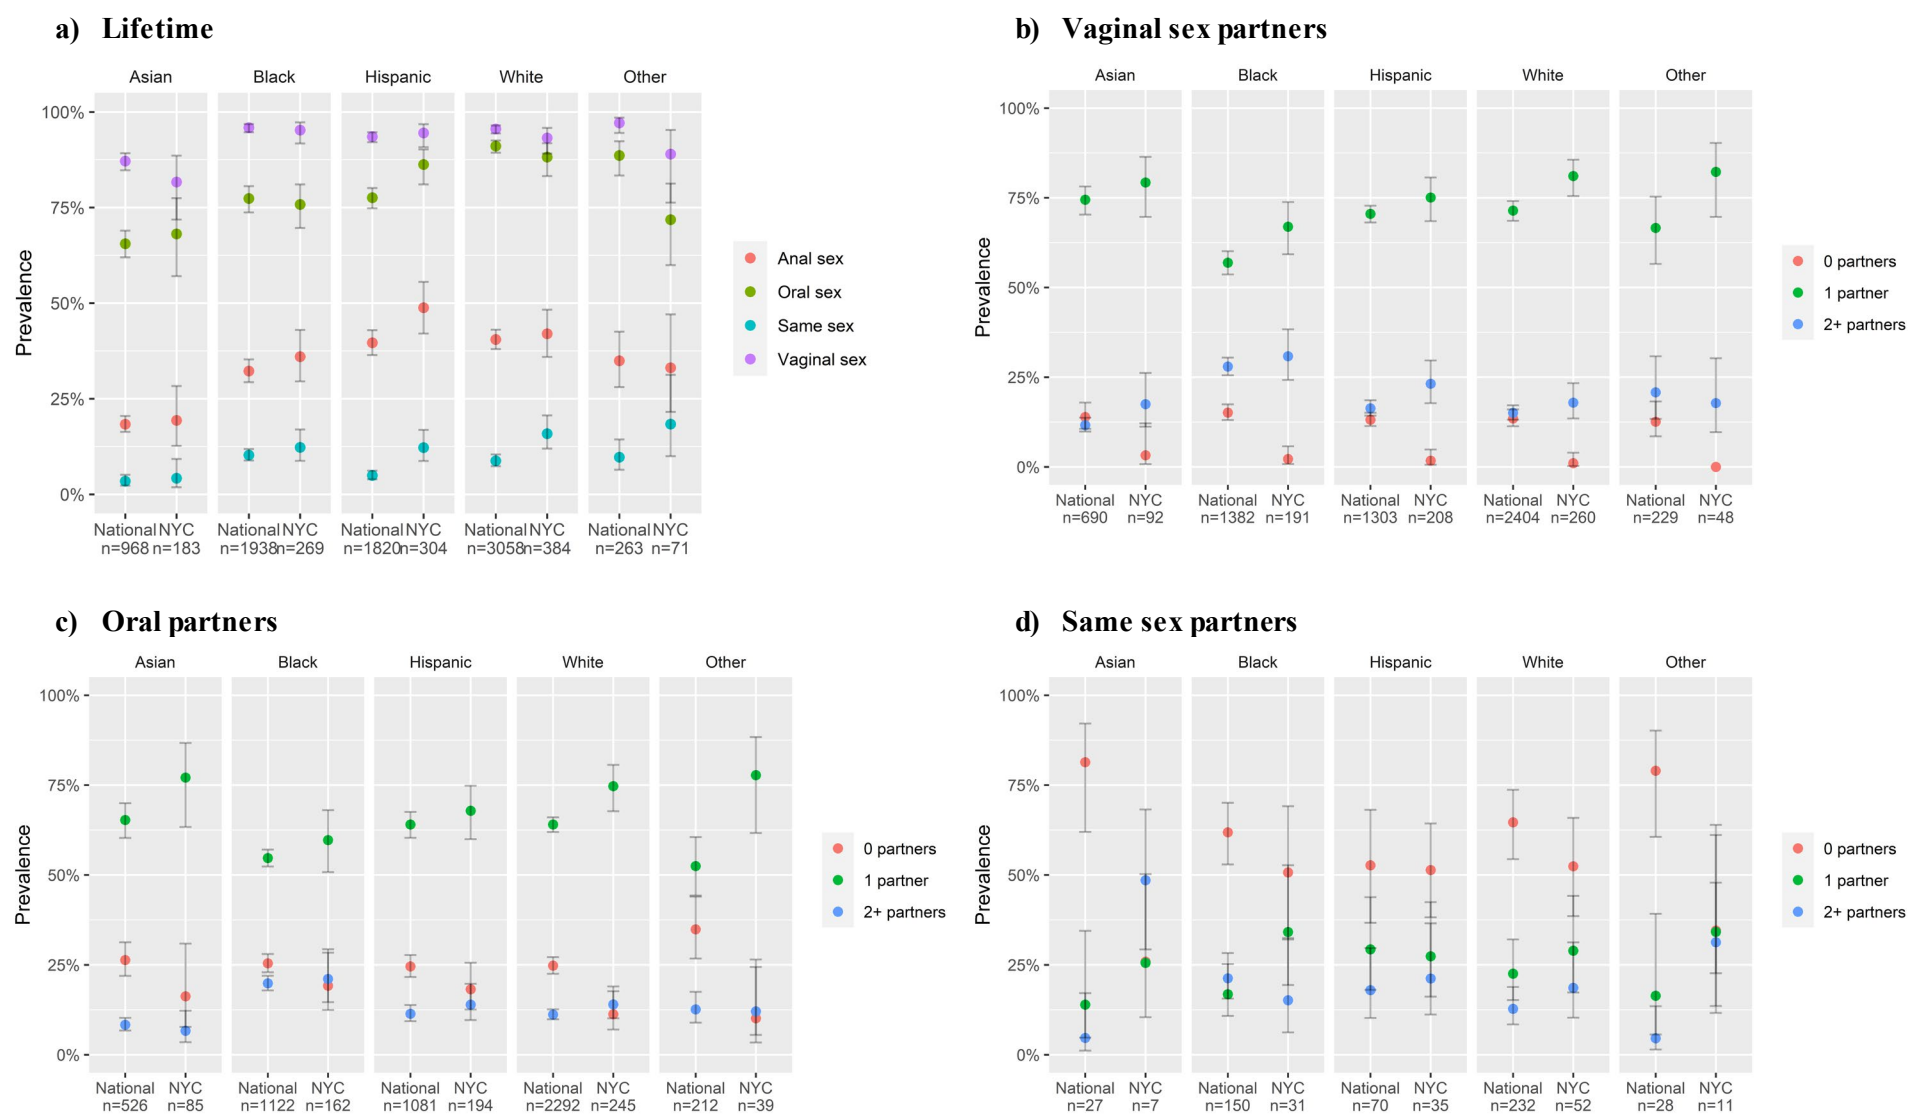 a) Lifetime
Asian Black Hispanic White Other
100%
75%
50%
25%
0%
Prevalence
National NYC National NYC National NYC National NYC National NYC
n=968 n=183 n=1938 n=269 n=1820 n=304 n=3058 n=384 n=263 n=71
Anal sex
Oral sex
Same sex
Vaginal sex
b) Vaginal sex partners
Asian Black Hispanic White Other
100%
75%
50%
25%
0%
Prevalence
National NYC National NYC National NYC National NYC National NYC
n=690 n=92 n=1382 n=191 n=1303 n=208 n=2404 n=260 n=229 n=48
0 partners
1 partner
2+ partners
c) Oral partners
Asian Black Hispanic White Other
100%
75%
50%
25%
0%
Prevalence
National NYC National NYC National NYC National NYC National NYC
n=526 n=85 n=1122 n=162 n=1081 n=194 n=2292 n=245 n=212 n=39
0 partners
1 partner
2+ partners
d) Same sex partners
Asian Black Hispanic White Other
100%
75%
50%
25%
0%
Prevalence
National NYC National NYC National NYC National NYC National NYC
n=27 n=7 n=150 n=31 n=70 n=35 n=232 n=52 n=28 n=11
0 partners
1 partner
2+ partners